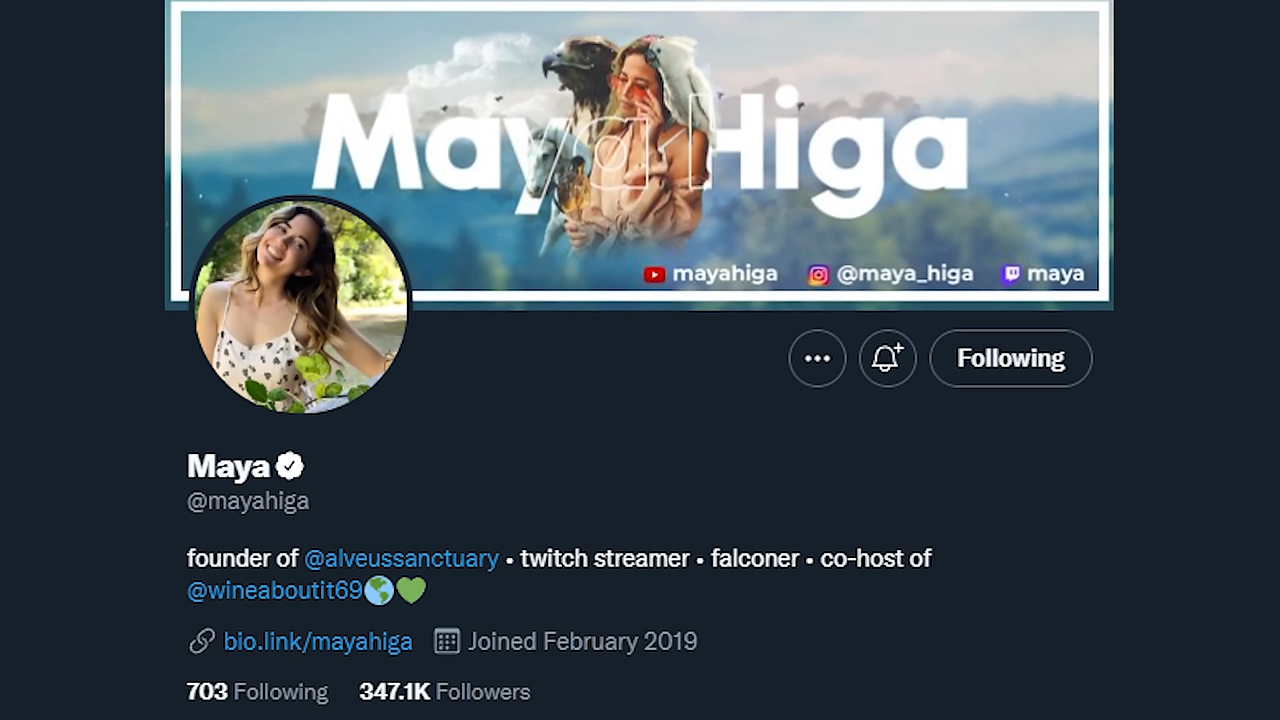 Maya Higa
mayahiga @maya_higa maya
Following
Maya
@mayahiga
founder of @alveussanctuary • twitch streamer • falconer • co-host of
@wineaboutit69🌎💚
bio.link/mayahiga Joined February 2019
703 Following 347.1K Followers